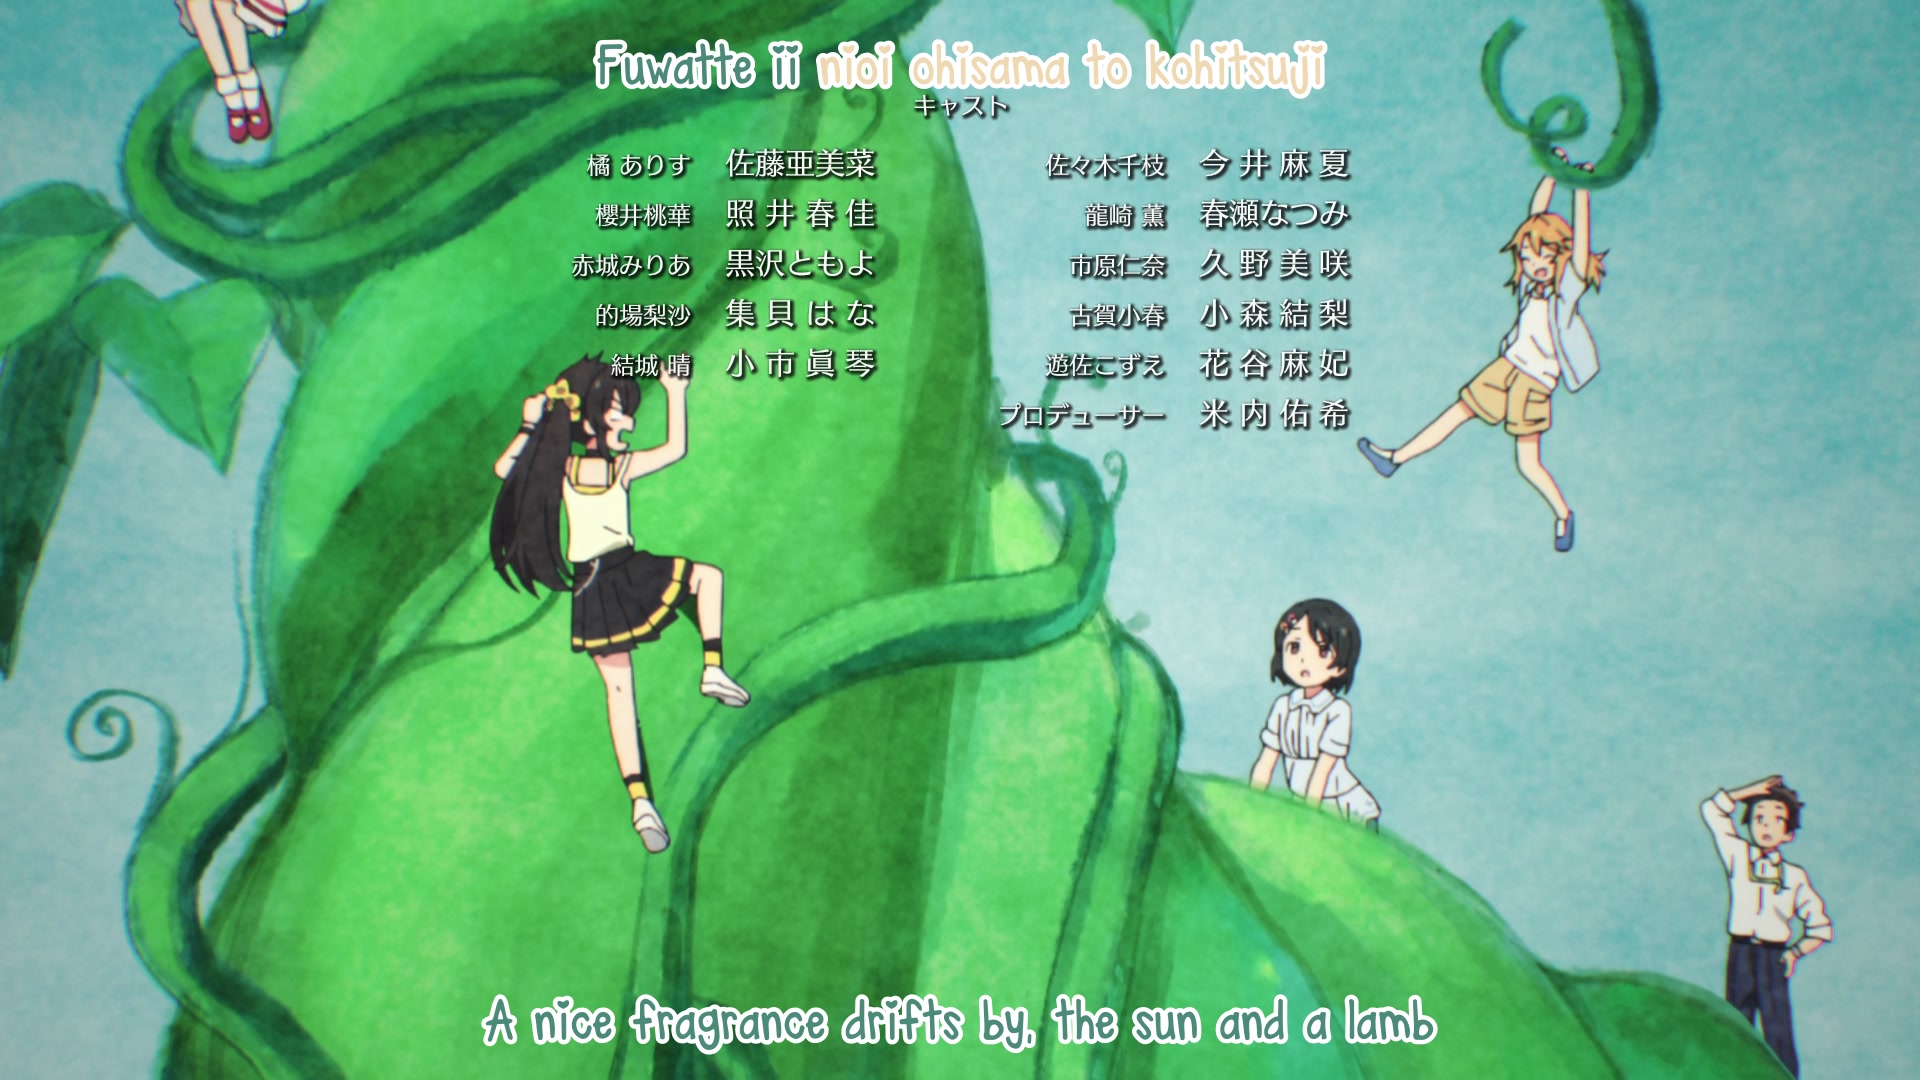 Fuwatte ii nioi ohisama to kohitsuji
キャスト
橘 ありす 佐藤亜美菜
櫻井桃華 照井春佳
赤城みりあ 黒沢ともよ
的場梨沙 集貝はな
結城 晴 小市眞琴
佐々木千枝 今井麻夏
龍崎 薫 春瀬なつみ
市原仁奈 久野美咲
古賀小春 小森結梨
遊佐こずえ 花谷麻妃
プロデューサー 米内佑希
A nice fragrance drifts by, the sun and a lamb